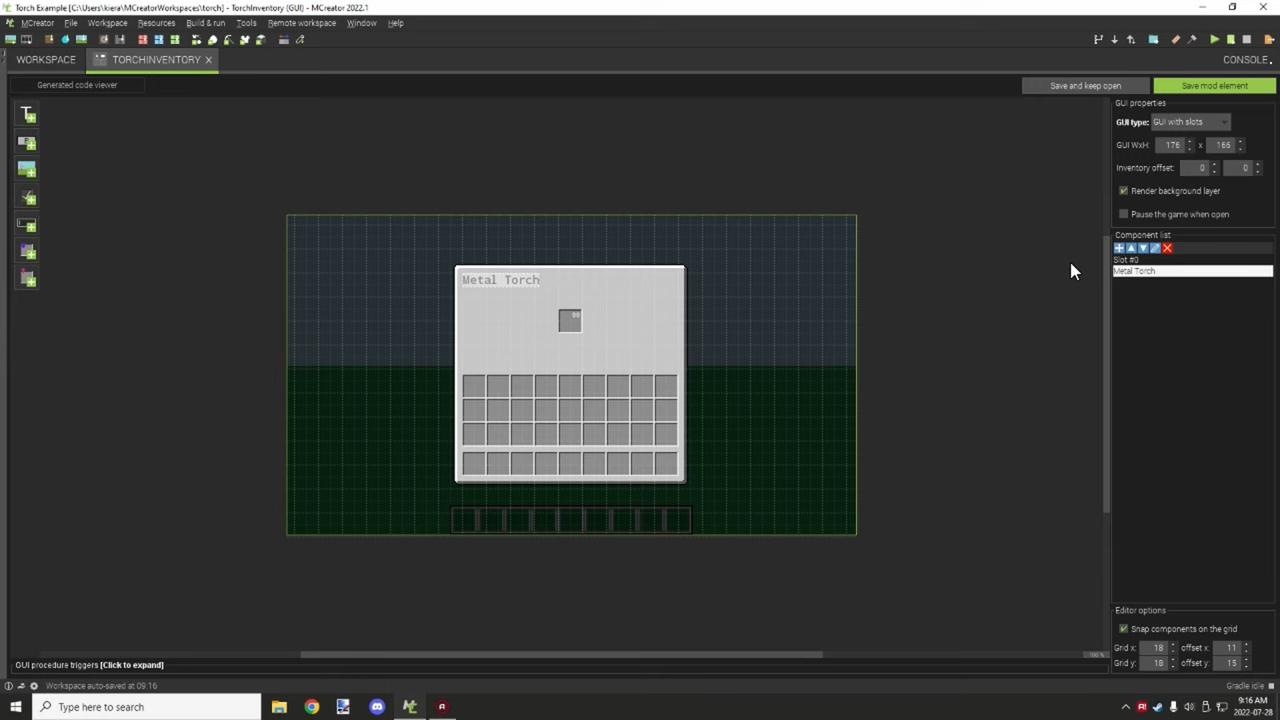 Torch Example [C:\Users\kiera\MCreatorWorkspaces\torch] - TorchInventory (GUI) - MCreator 2022.1
MCreator File Workspace Resources Build & run Tools Remote workspace Window Help
WORKSPACE TORCHINVENTORY × CONSOLE
Generated code viewer Save and keep open Save mod element
GUI properties
GUI type: GUI with slots
GUI WxH: 176 x 166
Inventory offset: 0 0
Render background layer
Pause the game when open
Component list
Slot #0
Metal Torch
Metal Torch
Editor options
Snap components on the grid
Grid x: 18 offset x: 11
Grid y: 18 offset y: 15
100 %
GUI procedure triggers [Click to expand]
Workspace auto-saved at 09:16 Gradle idle
Type here to search
9:16 AM
2022-07-28